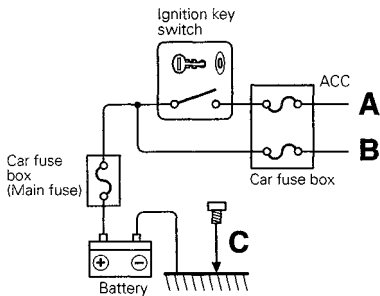 Ignition key
switch
ACC
A
B
Car fuse
box
(Main fuse)
Car fuse box
C
+ −
Battery